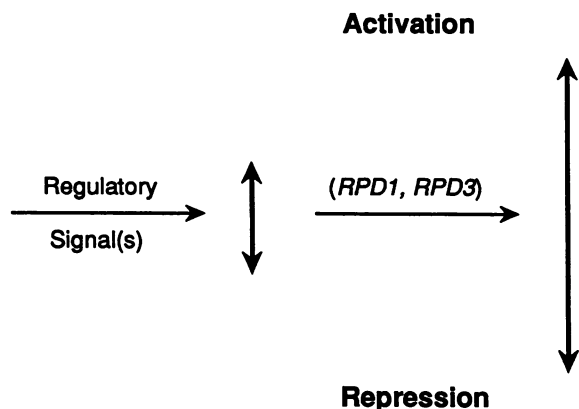 Activation
Regulatory
Signal(s)
(RPD1, RPD3)
Repression